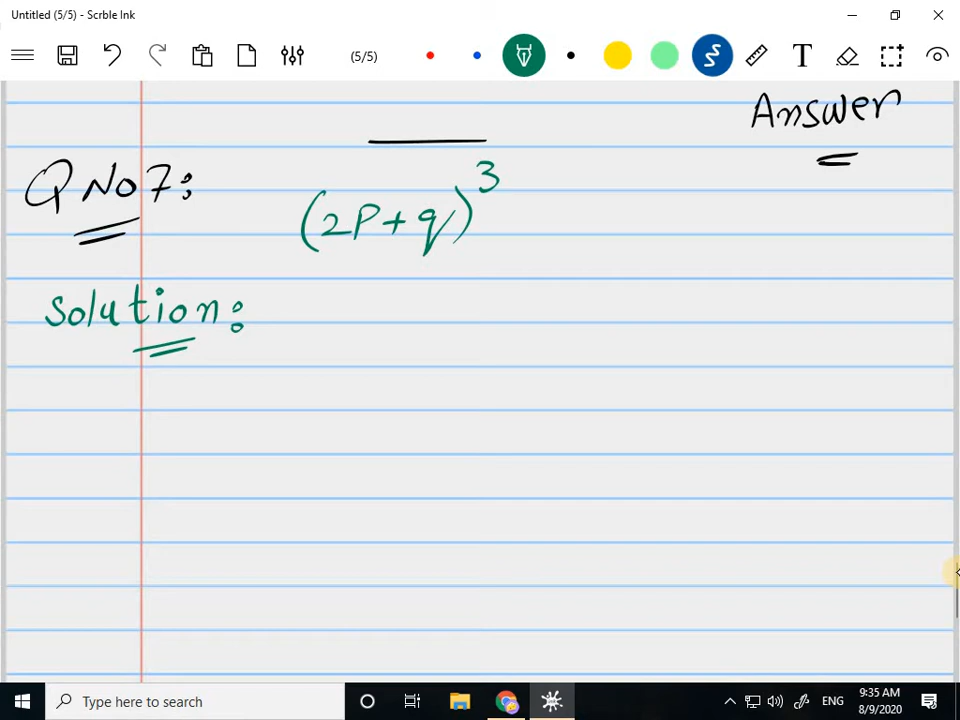 Untitled (5/5) - Scrble Ink
(5/5)
T
Answer
Q No 7: (2P+q)³
Solution:
Type here to search
ENG
9:35 AM
8/9/2020